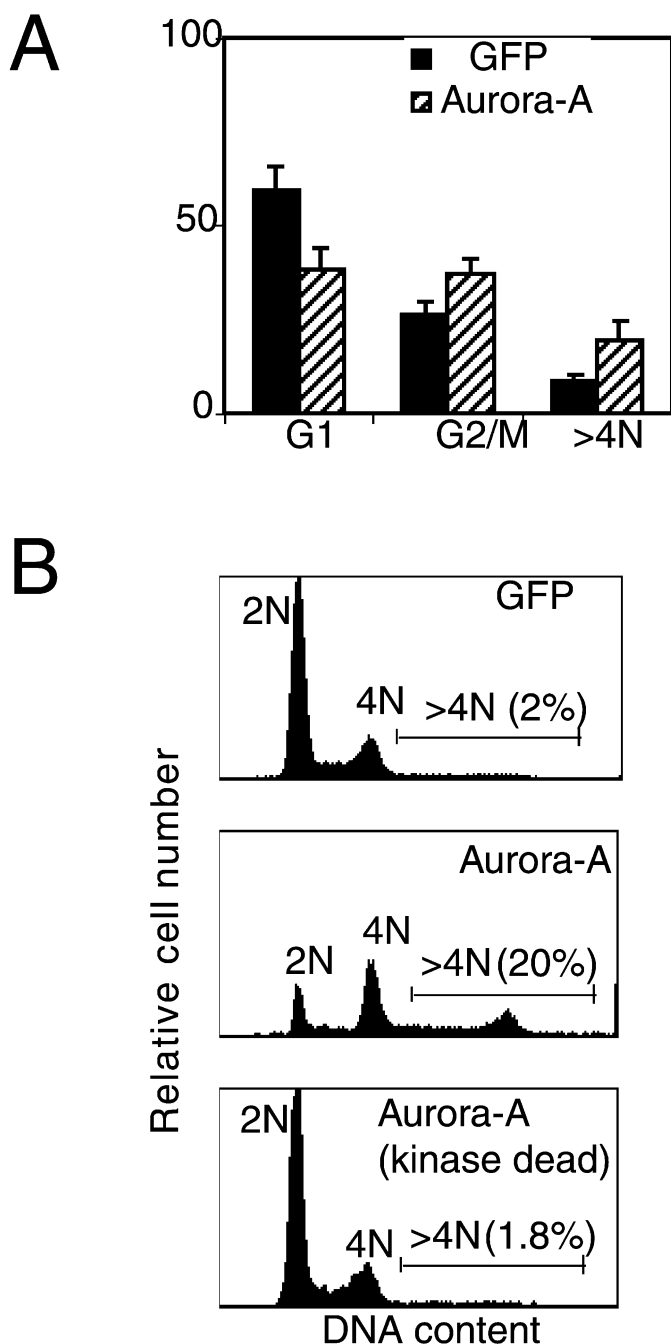 A
100
GFP
Aurora-A
50
0
G1 G2/M >4N
B
2N
GFP
4N >4N (2%)
Aurora-A
4N
2N >4N (20%)
2N Aurora-A
(kinase dead)
4N >4N (1.8%)
Relative cell number
DNA content